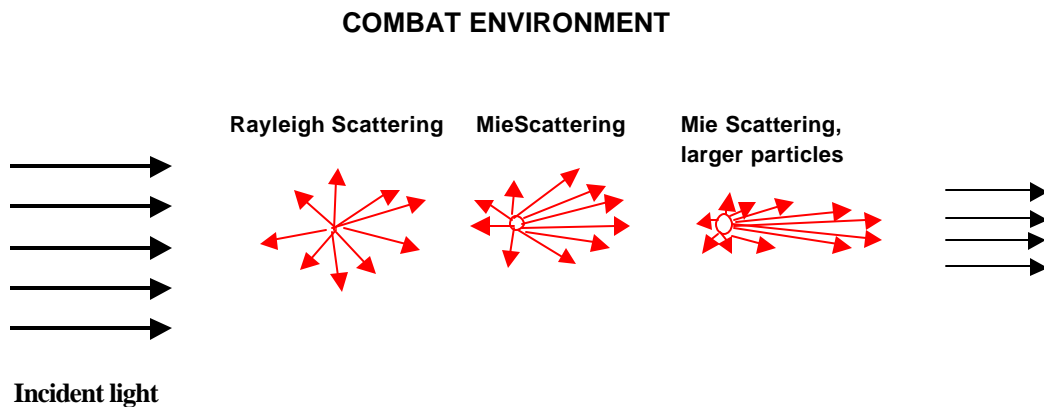 COMBAT ENVIRONMENT
Rayleigh Scattering
MieScattering
Mie Scattering,
larger particles
Incident light